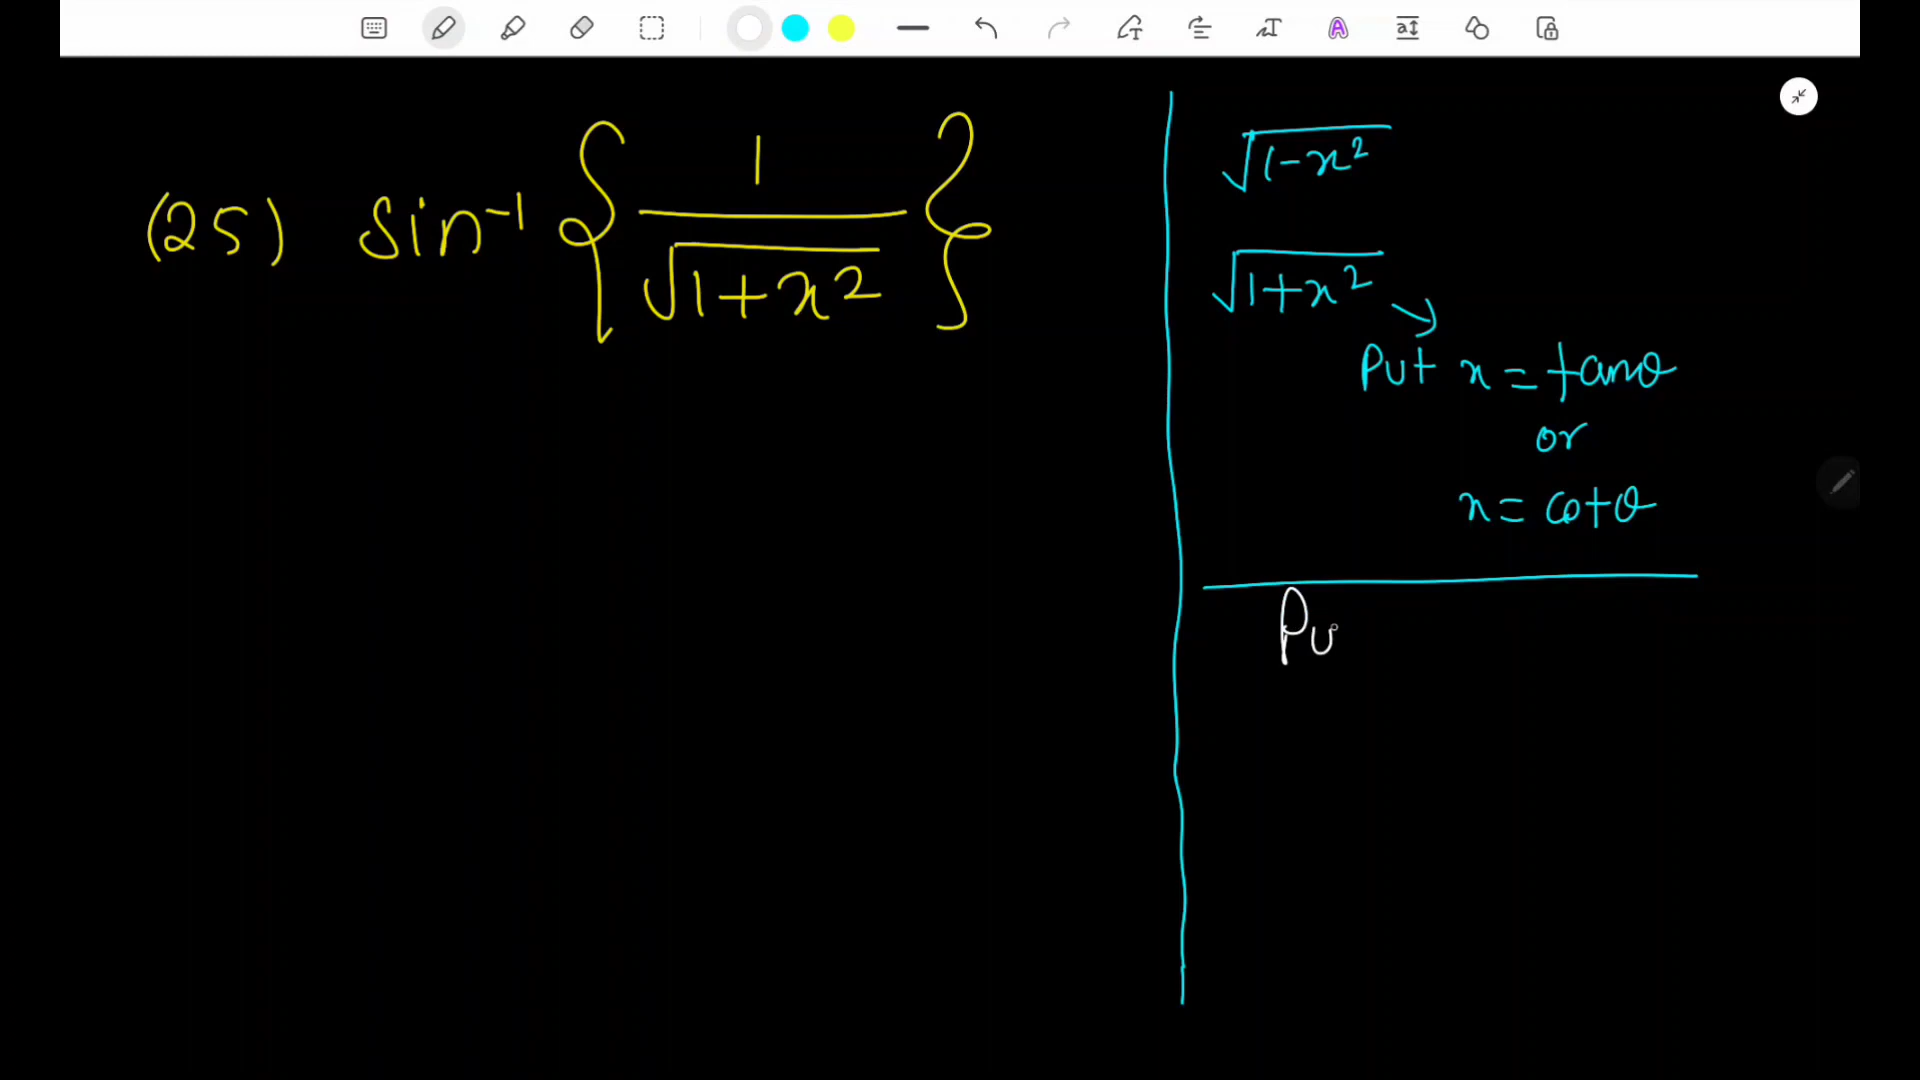 (25) Sin⁻¹ { 1 / √1+x² }
√1-x²
√1+x²
Put x = tanθ
or
x = cotθ
Pu